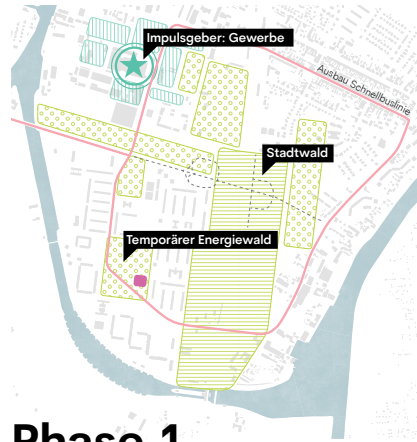 Impulsgeber: Gewerbe
Ausbau Schnellbuslinie
Stadtwald
Temporärer Energiewald
Phase 1